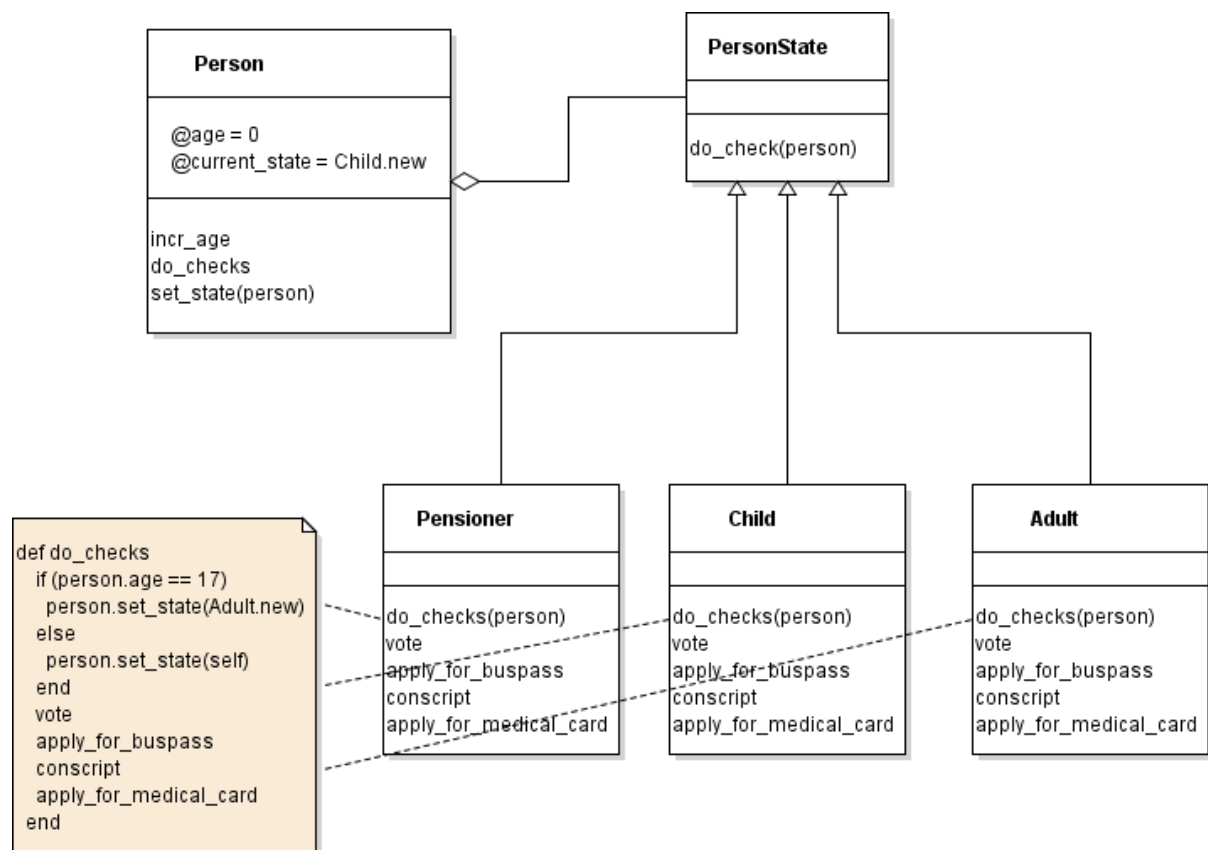 Person
@age = 0
@current_state = Child.new
incr_age
do_checks
set_state(person)
PersonState
do_check(person)
Pensioner
do_checks(person)
vote
apply_for_buspass
conscript
apply_for_medical_card
Child
do_checks(person)
vote
apply_for_buspass
conscript
apply_for_medical_card
Adult
do_checks(person)
vote
apply_for_buspass
conscript
apply_for_medical_card
def do_checks
if (person.age == 17)
person.set_state(Adult.new)
else
person.set_state(self)
end
vote
apply_for_buspass
conscript
apply_for_medical_card
end